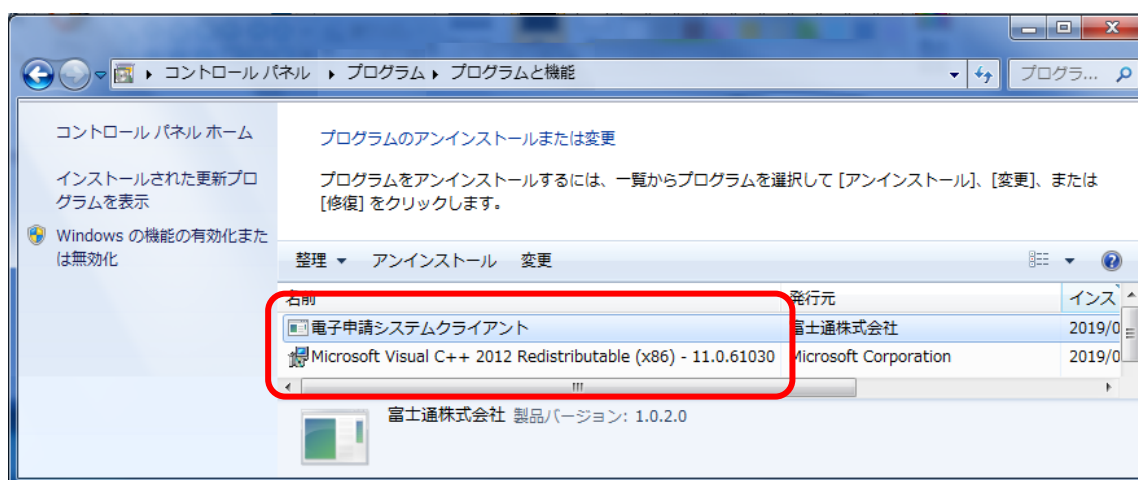 コントロール パネル ▸ プログラム ▸ プログラムと機能
プログラ...
コントロール パネル ホーム
インストールされた更新プロ
グラムを表示
Windows の機能の有効化また
は無効化
プログラムのアンインストールまたは変更
プログラムをアンインストールするには、一覧からプログラムを選択して [アンインストール]、[変更]、または
[修復] をクリックします。
整理 ▼ アンインストール 変更
名前 発行元 インス
電子申請システムクライアント 富士通株式会社 2019/0
Microsoft Visual C++ 2012 Redistributable (x86) - 11.0.61030 Microsoft Corporation 2019/0
富士通株式会社 製品バージョン: 1.0.2.0